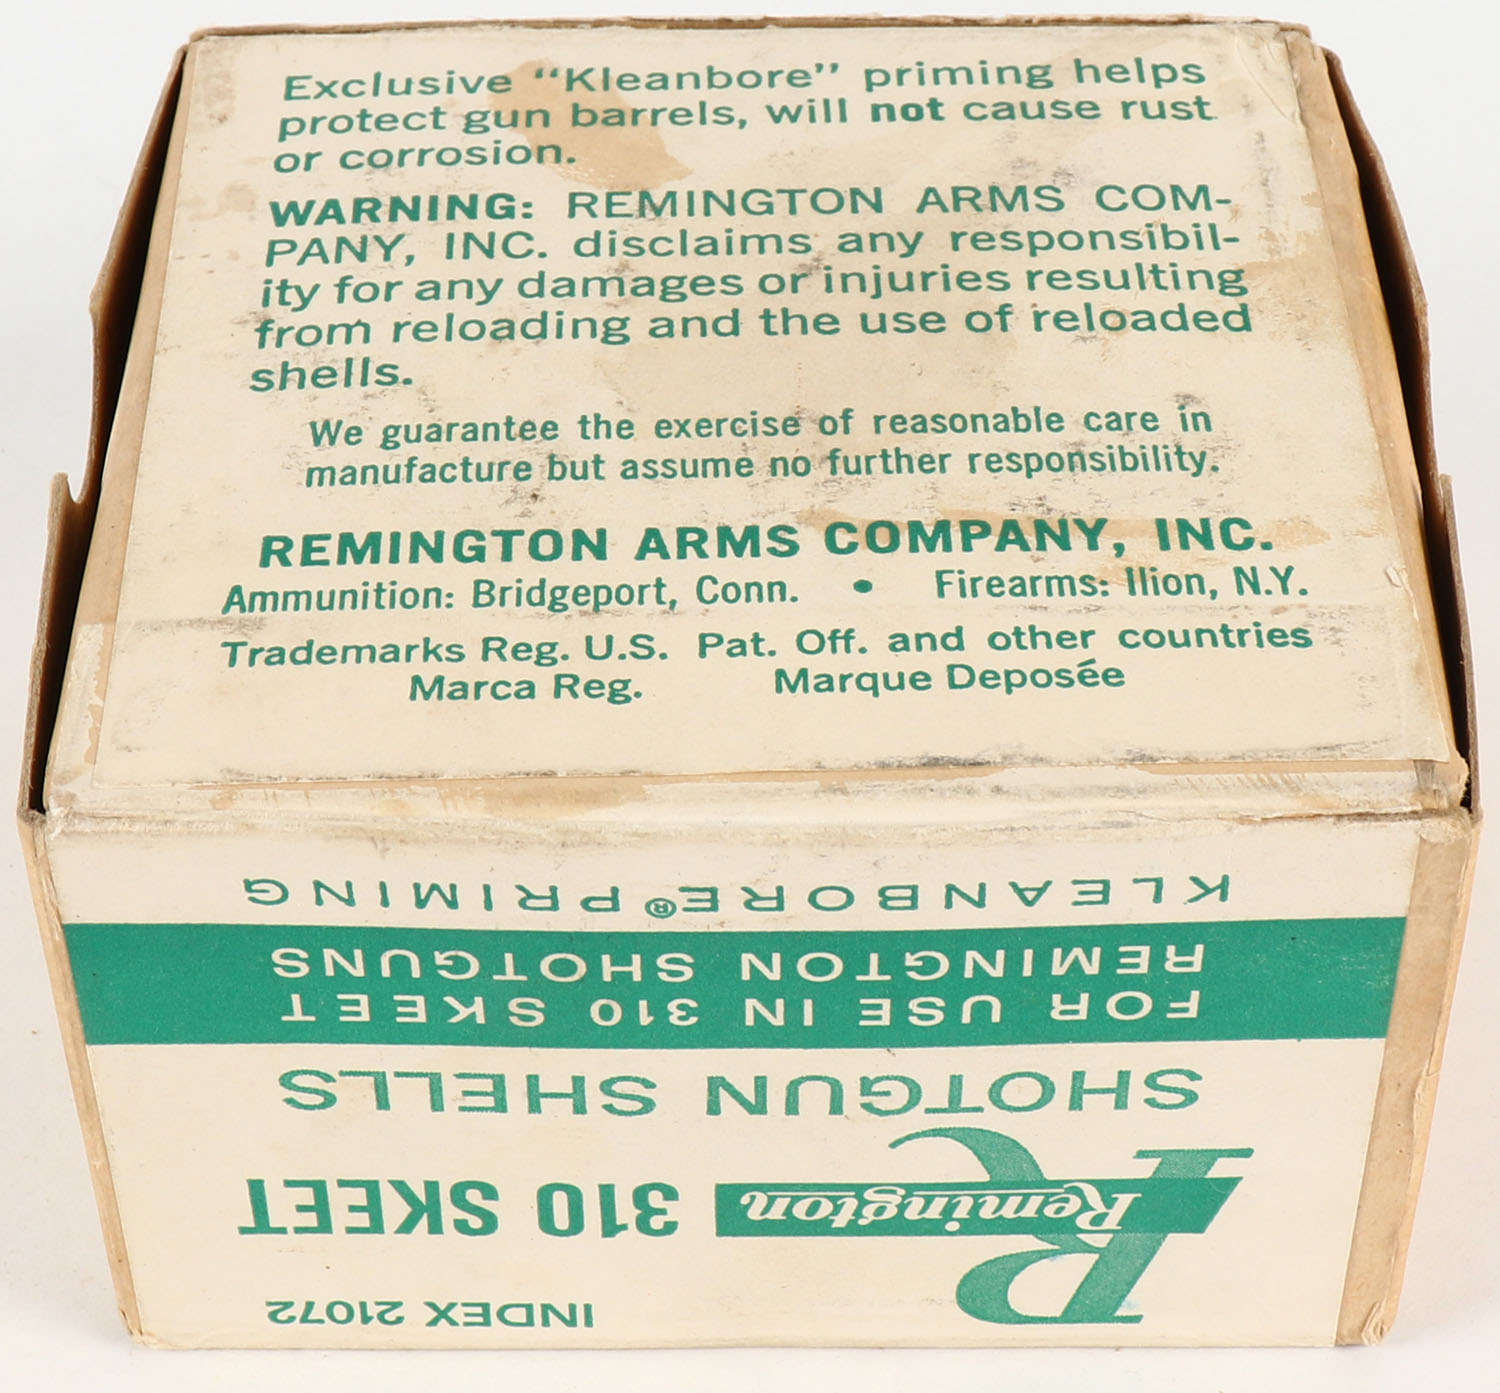 Exclusive "Kleanbore" priming helps
protect gun barrels, will not cause rust
or corrosion.
WARNING: REMINGTON ARMS COM-
PANY, INC. disclaims any responsibil-
ity for any damages or injuries resulting
from reloading and the use of reloaded
shells.
We guarantee the exercise of reasonable care in
manufacture but assume no further responsibility.
REMINGTON ARMS COMPANY, INC.
Ammunition: Bridgeport, Conn. • Firearms: Ilion, N.Y.
Trademarks Reg. U.S. Pat. Off. and other countries
Marca Reg. Marque Deposée
INDEX 21072
R
Remington 310 SKEET
SHOTGUN SHELLS
FOR USE IN 310 SKEET
REMINGTON SHOTGUNS
KLEANBORE® PRIMING